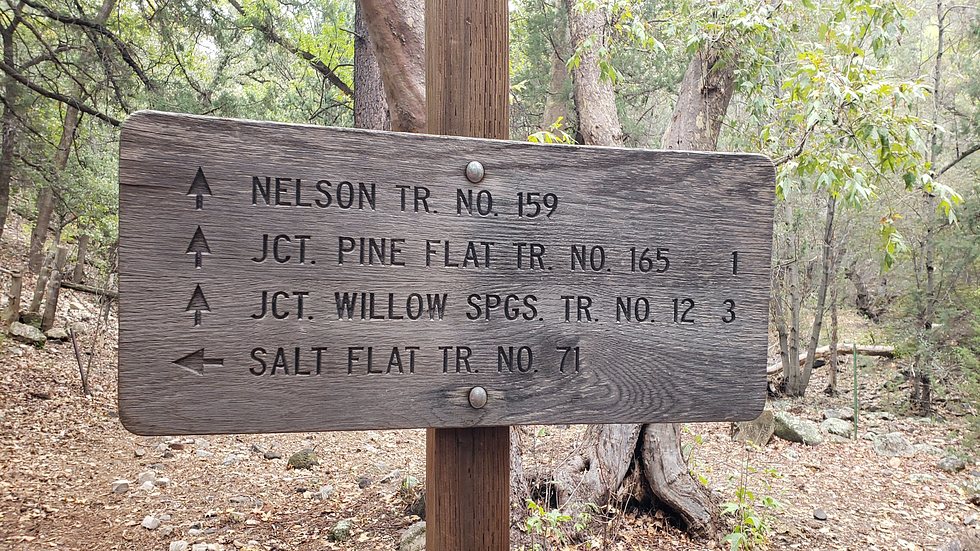 NELSON TR. NO. 159
JCT. PINE FLAT TR. NO. 165 1
JCT. WILLOW SPGS. TR. NO. 12 3
SALT FLAT TR. NO. 71